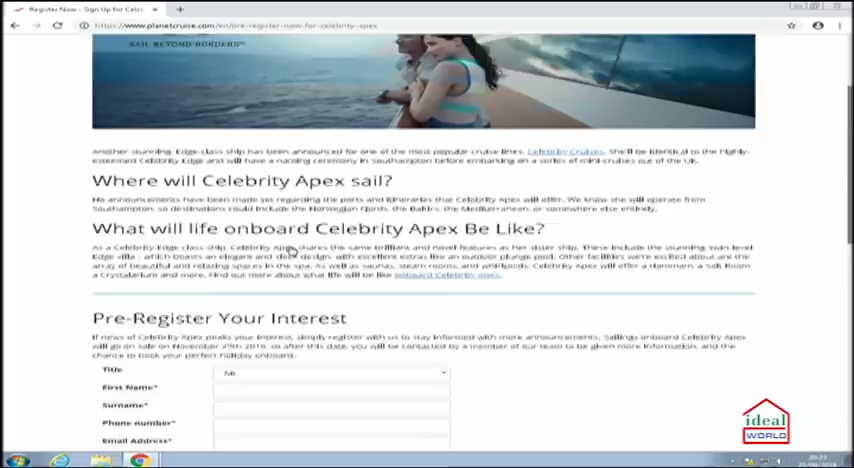 Register Now - Sign Up for Celeb
https://www.planetcruise.com/en/pre-register-now-for-celebrity-apex
SAIL BEYOND BORDERS™
Another stunning, Edge-class ship has been announced for one of the most popular cruise lines, Celebrity Cruises. She'll be identical to the highly-
esteemed Celebrity Edge and will have a naming ceremony in Southampton before embarking on a series of mini-cruises out of the UK.
Where will Celebrity Apex sail?
No announcements have been made yet regarding the ports and itineraries that Celebrity Apex will offer. We know she will operate from
Southampton, so destinations could include the Norwegian Fjords, the Baltics, the Mediterranean, or somewhere else entirely.
What will life onboard Celebrity Apex Be Like?
As a Celebrity Edge class ship, Celebrity Apex shares the same brilliant and novel features as her sister ship. These include the stunning, twin level
Edge villa - which boasts an elegant and sleek design, with excellent extras like an outdoor plunge pool. Other facilities we're excited about are the
array of beautiful and relaxing spaces in the spa. As well as saunas, steam rooms, and whirlpools, Celebrity Apex will offer a Hammam, a Salt Room,
a Crystalarium and more. Find out more about what life will be like onboard Celebrity Apex.
Pre-Register Your Interest
If news of Celebrity Apex peaks your interest, simply register with us to stay informed with more announcements. Sailings onboard Celebrity Apex
will go on sale on November 29th 2018, so after this date, you will be contacted by a member of our team to be given more information, and the
chance to book your perfect holiday onboard.
Title
Mr
First Name*
Surname*
Phone number*
Email Address*
ideal
WORLD
20:23
25/09/2018